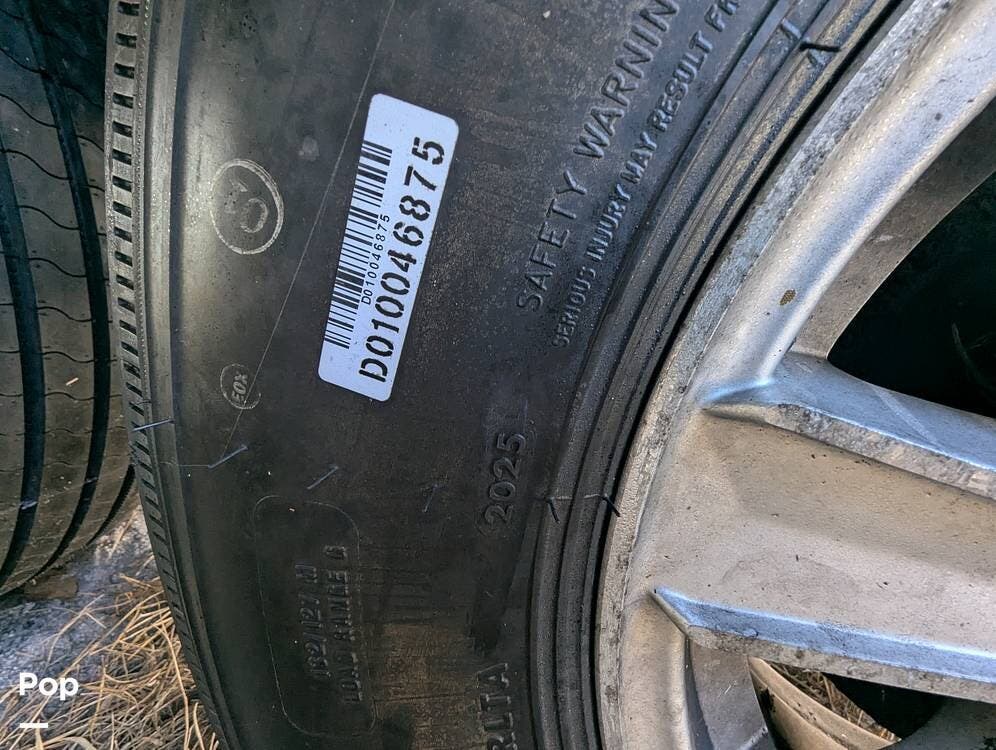 SAFETY WARNIN
SERIOUS INJURY MAY RESULT FR
D010046875
D010046875
2025
LOAD RANGE G
Pop